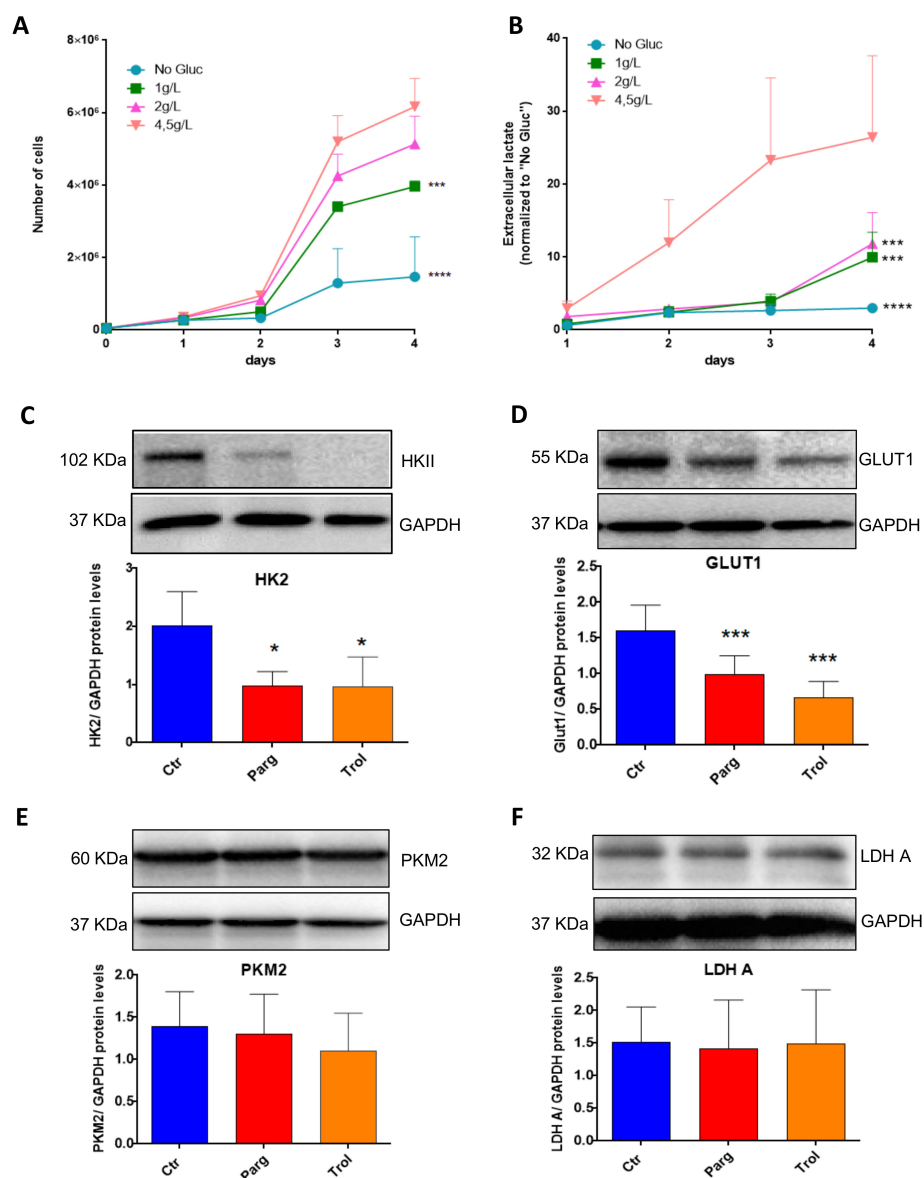 A
8×10⁶
6×10⁶
4×10⁶
2×10⁶
0
Number of cells
No Gluc
1g/L
2g/L
4,5g/L
***
****
0 1 2 3 4
days
B
40
30
20
10
0
Extracellular lactate
(normalized to "No Gluc")
No Gluc
1g/L
2g/L
4,5g/L
***
***
****
1 2 3 4
days
C
102 KDa
HKII
37 KDa
GAPDH
HK2
HK2/ GAPDH protein levels
3
2
1
0
*
*
Ctr
Parg
Trol
D
55 KDa
GLUT1
37 KDa
GAPDH
GLUT1
Glut1/ GAPDH protein levels
2.0
1.5
1.0
0.5
0.0
***
***
Ctr
Parg
Trol
E
60 KDa
PKM2
37 KDa
GAPDH
PKM2
PKM2/ GAPDH protein levels
2.0
1.5
1.0
0.5
0.0
Ctr
Parg
Trol
F
32 KDa
LDH A
37 KDa
GAPDH
LDH A
LDH A/ GAPDH protein levels
2.5
2.0
1.5
1.0
0.5
0.0
Ctr
Parg
Trol